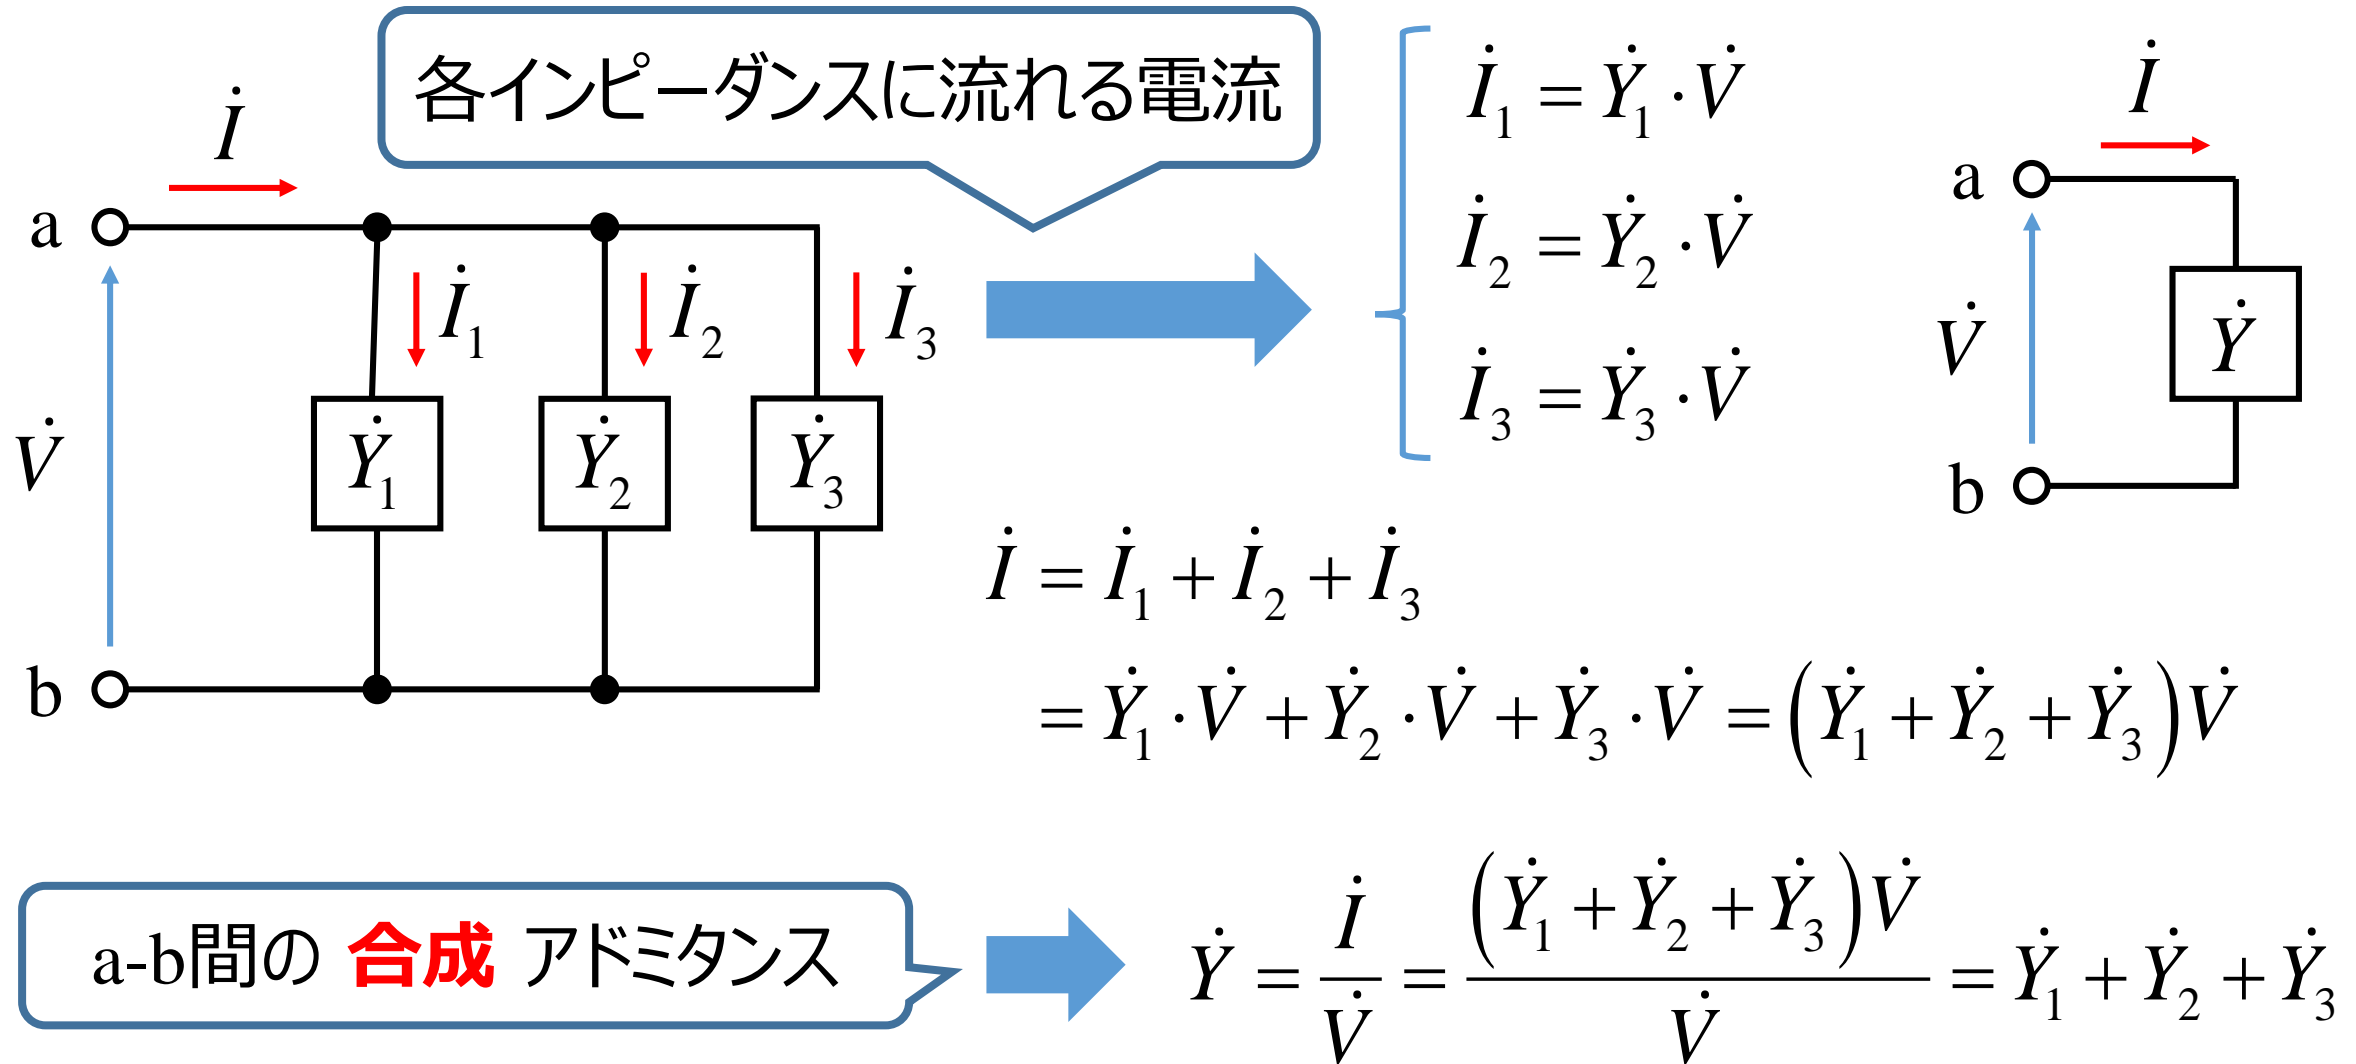 各インピーダンスに流れる電流
İ
a
b
V̇
İ₁
İ₂
İ₃
Ẏ₁
Ẏ₂
Ẏ₃
İ₁ = Ẏ₁·V̇
İ₂ = Ẏ₂·V̇
İ₃ = Ẏ₃·V̇
İ
a
V̇
Ẏ
b
İ = İ₁ + İ₂ + İ₃
= Ẏ₁·V̇ + Ẏ₂·V̇ + Ẏ₃·V̇ = (Ẏ₁ + Ẏ₂ + Ẏ₃)V̇
a-b間の 合成 アドミタンス
Ẏ = İ/V̇ = (Ẏ₁ + Ẏ₂ + Ẏ₃)V̇/V̇ = Ẏ₁ + Ẏ₂ + Ẏ₃